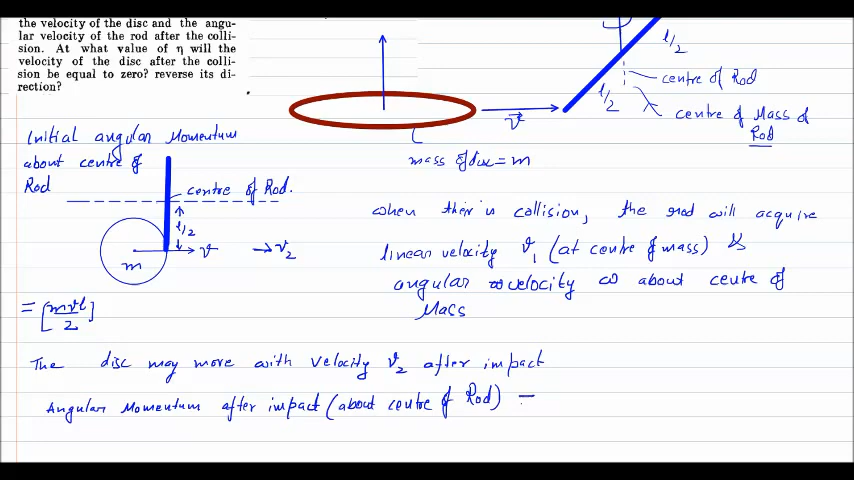 the velocity of the disc and the angu-
lar velocity of the rod after the colli-
sion. At what value of η will the
velocity of the disc after the colli-
sion be equal to zero? reverse its di-
rection?
l/2
centre of Rod
l/2
centre of Mass of
Rod
v
mass of disc = m
Initial angular Momentum
about centre of
Rod
centre of Rod.
l/2
v
v2
m
= [mvl/2]
when ther is collision, the rod will acquire
linear velocity v1 (at centre of mass) &
angular velocity ω about centre of
Mass
The disc may move with velocity v2 after impact
Angular Momentum after impact (about centre of Rod) =